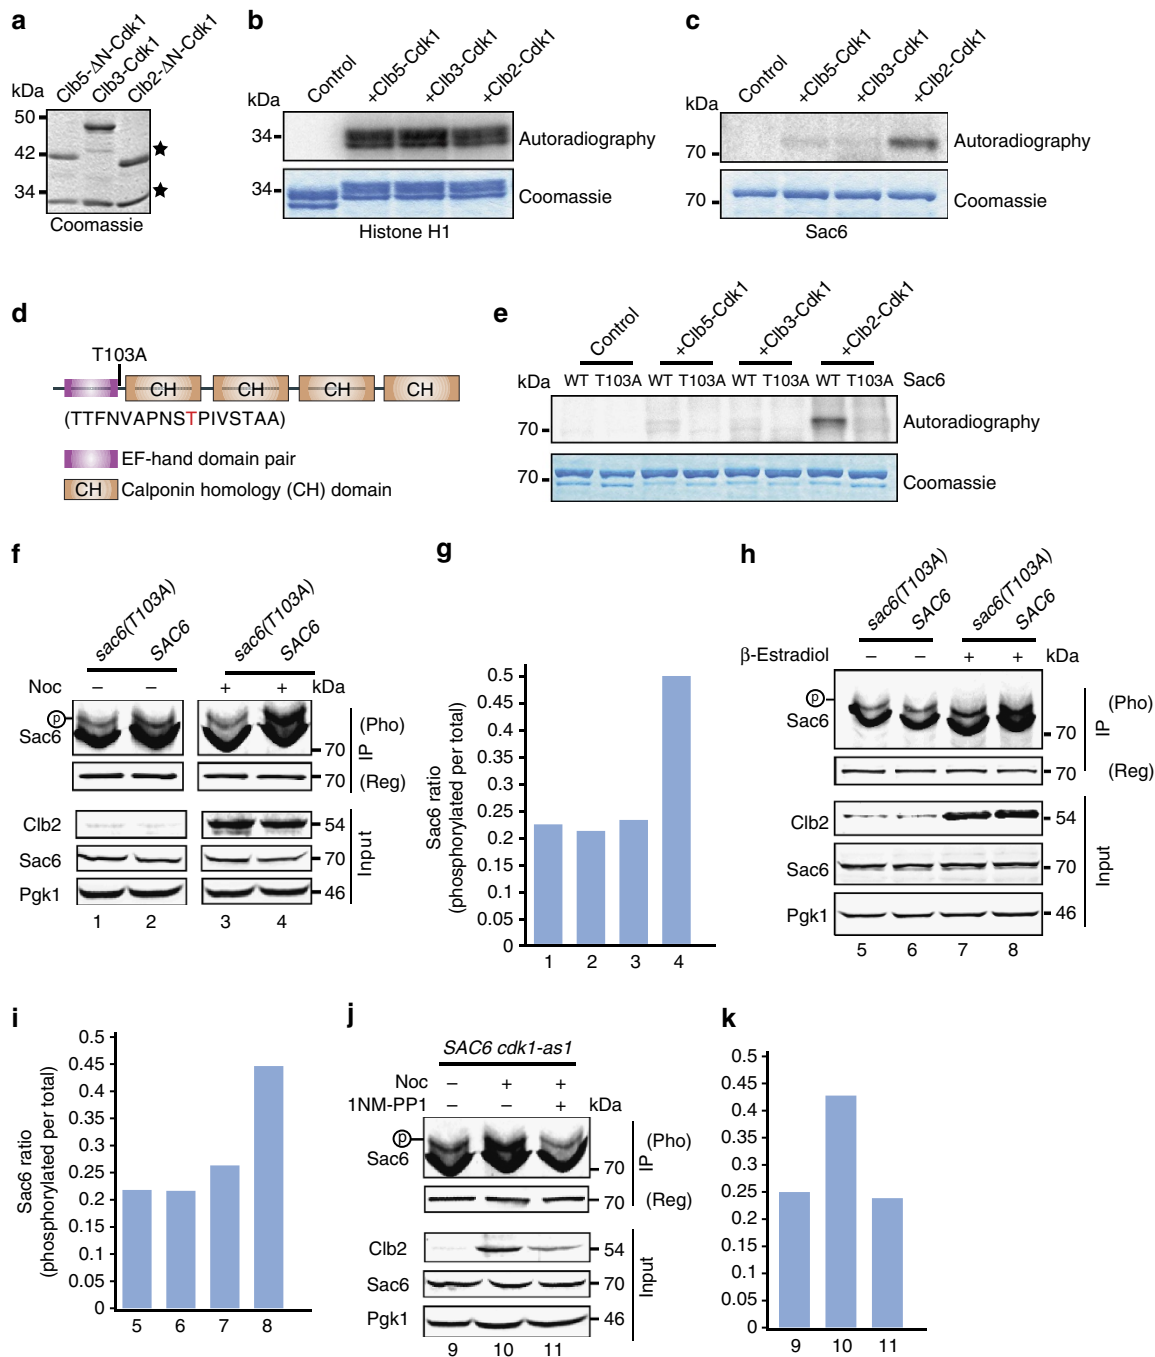 a
Clb5-ΔN-Cdk1
Clb3-Cdk1
Clb2-ΔN-Cdk1
kDa
50
42
34
Coomassie
b
Control
+Clb5-Cdk1
+Clb3-Cdk1
+Clb2-Cdk1
kDa
34
Autoradiography
34
Coomassie
Histone H1
c
Control
+Clb5-Cdk1
+Clb3-Cdk1
+Clb2-Cdk1
kDa
70
Autoradiography
70
Coomassie
Sac6
d
T103A
CH CH CH CH
(TTFNVAPNSTPIVSTAA)
EF-hand domain pair
CH Calponin homology (CH) domain
e
Control
+Clb5-Cdk1
+Clb3-Cdk1
+Clb2-Cdk1
kDa WT T103A WT T103A WT T103A WT T103A Sac6
70
Autoradiography
70
Coomassie
f
sac6(T103A)
SAC6
sac6(T103A)
SAC6
Noc – – + + kDa
p
Sac6
70
(Pho)
IP
70
(Reg)
Clb2
54
Sac6
70
Pgk1
46
Input
1 2 3 4
g
Sac6 ratio
(phosphorylated per total)
0.5
0.45
0.4
0.35
0.3
0.25
0.2
0.15
0.1
0.05
0
1 2 3 4
h
sac6(T103A)
SAC6
sac6(T103A)
SAC6
β-Estradiol – – + + kDa
p
Sac6
70
(Pho)
IP
70
(Reg)
Clb2
54
Sac6
70
Pgk1
46
Input
5 6 7 8
i
Sac6 ratio
(phosphorylated per total)
0.5
0.45
0.4
0.35
0.3
0.25
0.2
0.15
0.1
0.05
0
5 6 7 8
j
SAC6 cdk1-as1
Noc – + +
1NM-PP1 – – + kDa
p
Sac6
70
(Pho)
IP
70
(Reg)
Clb2
54
Sac6
70
Pgk1
46
Input
9 10 11
k
0.5
0.45
0.4
0.35
0.3
0.25
0.2
0.15
0.1
0.05
0
9 10 11